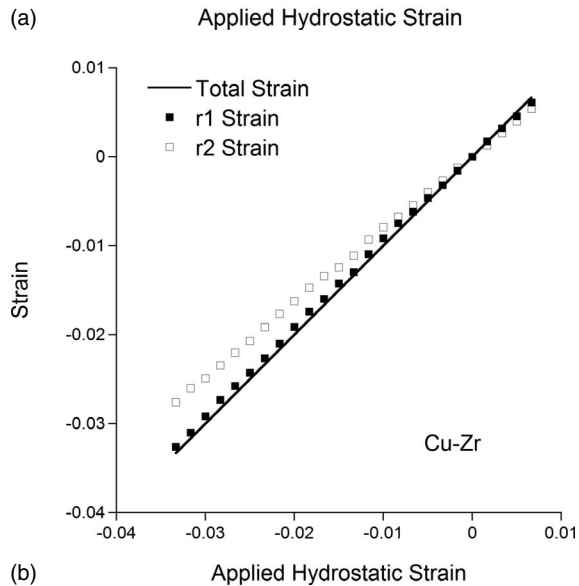 (a) Applied Hydrostatic Strain
0.01
Total Strain
r1 Strain
r2 Strain
0
-0.01
-0.02
-0.03
-0.04
Strain
Cu-Zr
-0.04 -0.03 -0.02 -0.01 0 0.01
(b) Applied Hydrostatic Strain